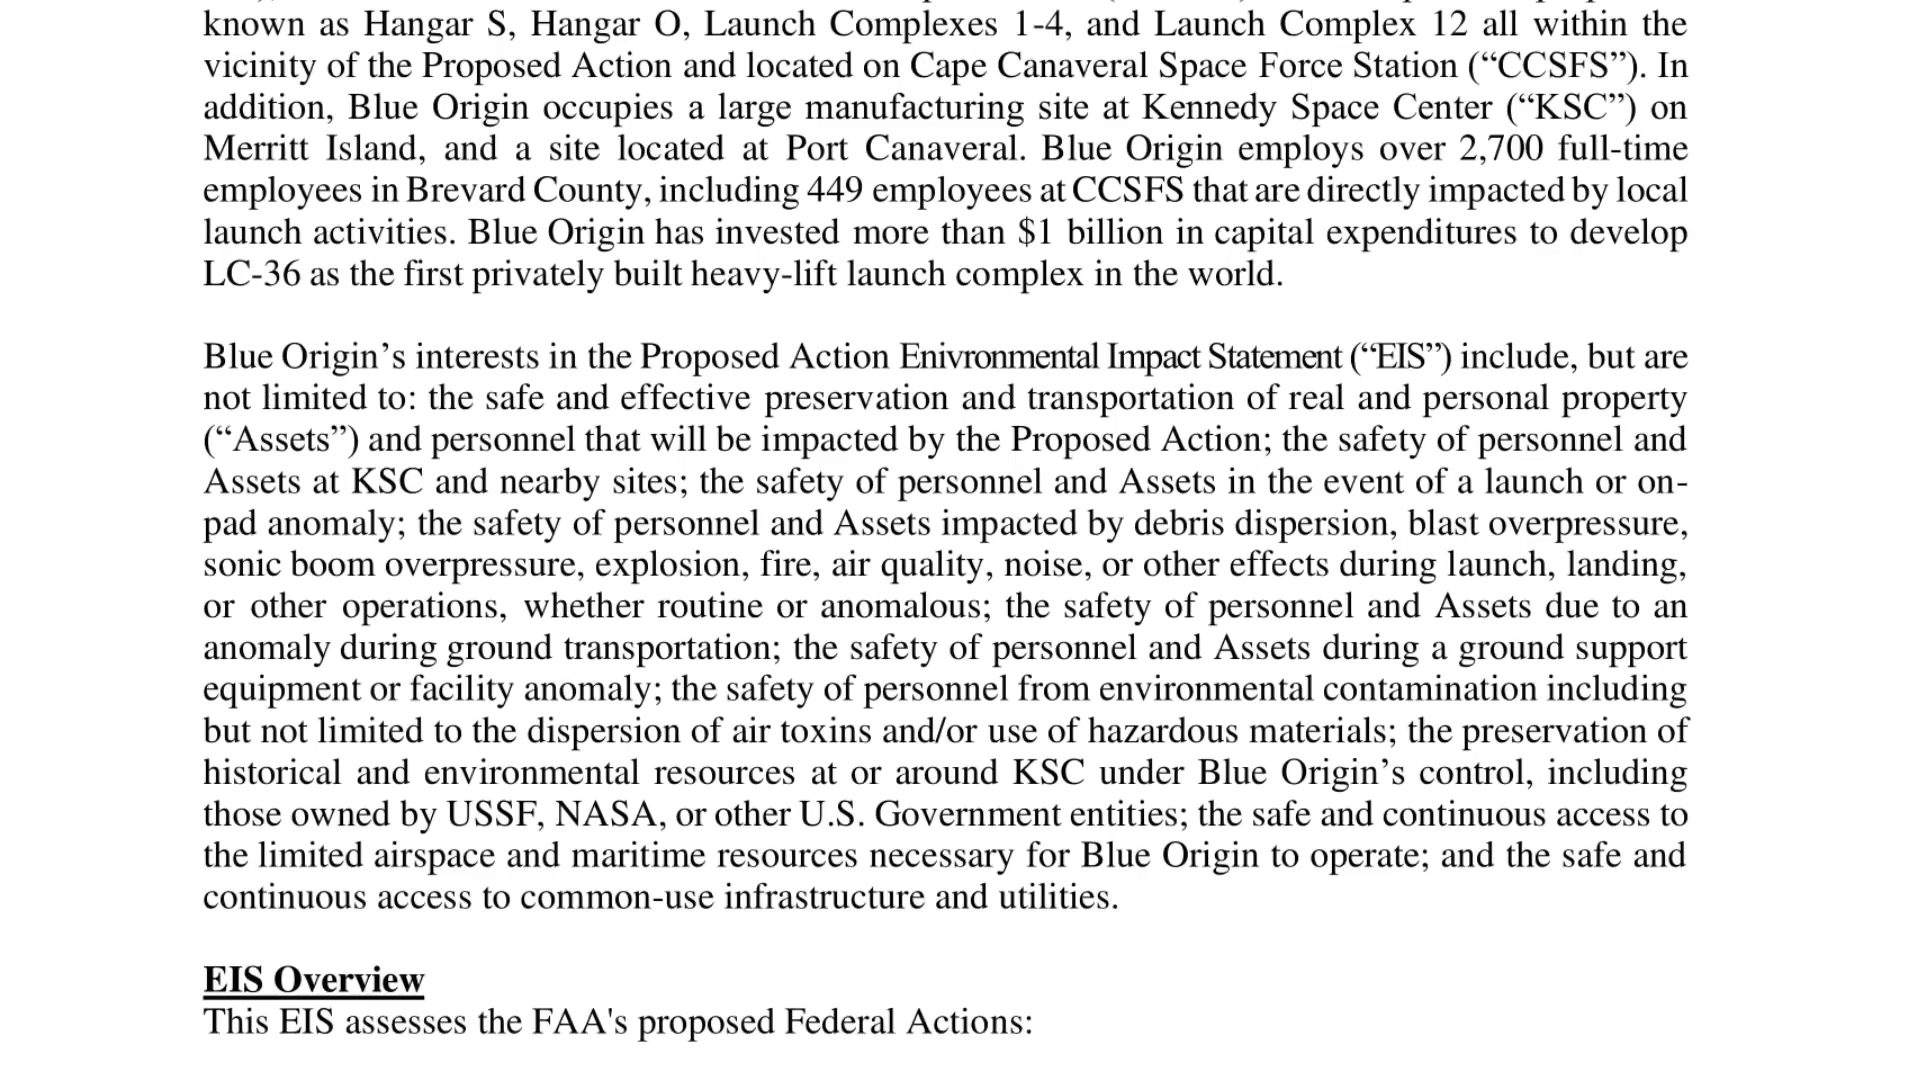 known as Hangar S, Hangar O, Launch Complexes 1-4, and Launch Complex 12 all within the
vicinity of the Proposed Action and located on Cape Canaveral Space Force Station (“CCSFS”). In
addition, Blue Origin occupies a large manufacturing site at Kennedy Space Center (“KSC”) on
Merritt Island, and a site located at Port Canaveral. Blue Origin employs over 2,700 full-time
employees in Brevard County, including 449 employees at CCSFS that are directly impacted by local
launch activities. Blue Origin has invested more than $1 billion in capital expenditures to develop
LC-36 as the first privately built heavy-lift launch complex in the world.
Blue Origin’s interests in the Proposed Action Enivronmental Impact Statement (“EIS”) include, but are
not limited to: the safe and effective preservation and transportation of real and personal property
(“Assets”) and personnel that will be impacted by the Proposed Action; the safety of personnel and
Assets at KSC and nearby sites; the safety of personnel and Assets in the event of a launch or on-
pad anomaly; the safety of personnel and Assets impacted by debris dispersion, blast overpressure,
sonic boom overpressure, explosion, fire, air quality, noise, or other effects during launch, landing,
or other operations, whether routine or anomalous; the safety of personnel and Assets due to an
anomaly during ground transportation; the safety of personnel and Assets during a ground support
equipment or facility anomaly; the safety of personnel from environmental contamination including
but not limited to the dispersion of air toxins and/or use of hazardous materials; the preservation of
historical and environmental resources at or around KSC under Blue Origin’s control, including
those owned by USSF, NASA, or other U.S. Government entities; the safe and continuous access to
the limited airspace and maritime resources necessary for Blue Origin to operate; and the safe and
continuous access to common-use infrastructure and utilities.
EIS Overview
This EIS assesses the FAA's proposed Federal Actions: